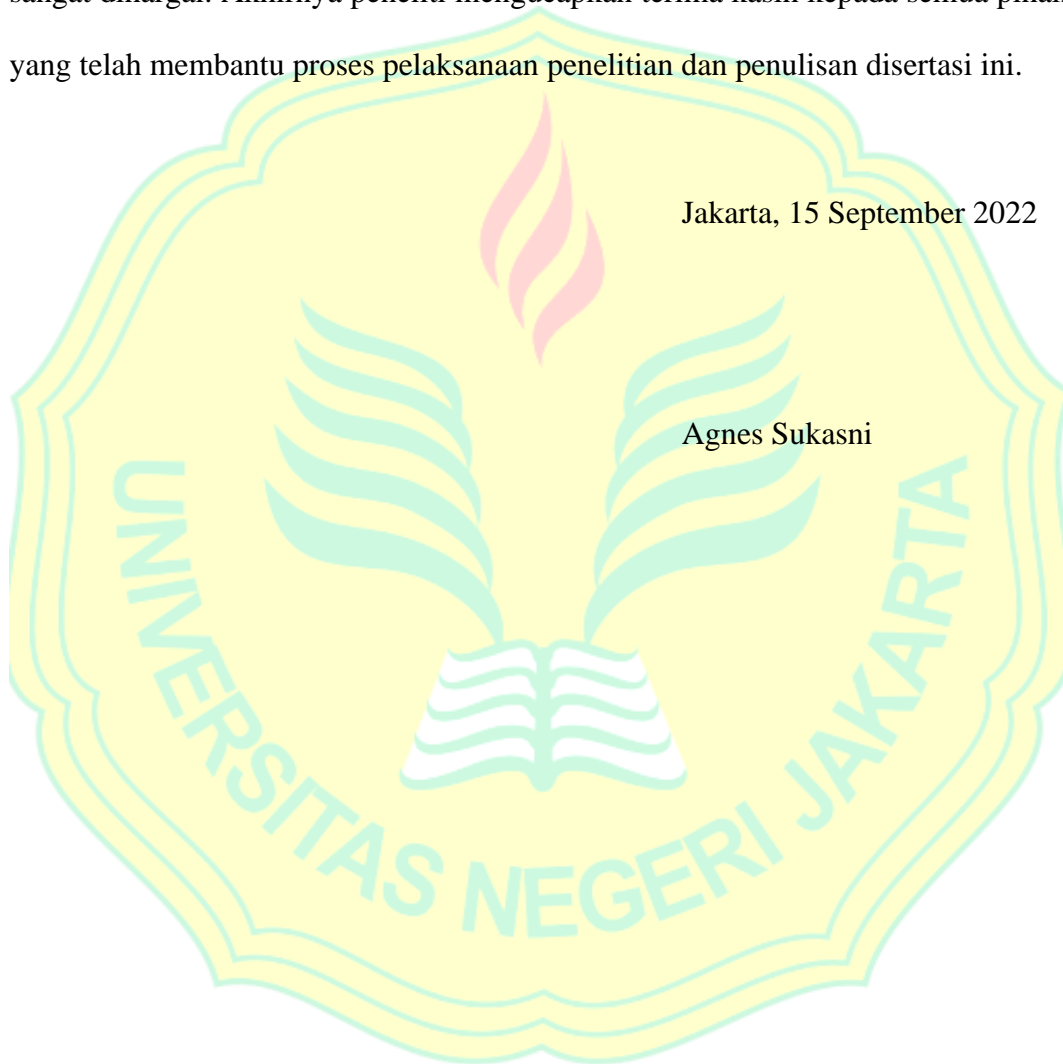 yang telah membantu proses pelaksanaan penelitian dan penulisan disertasi ini.
Jakarta, 15 September 2022
Agnes Sukasni
UNIVERSITAS NEGERI JAKARTA